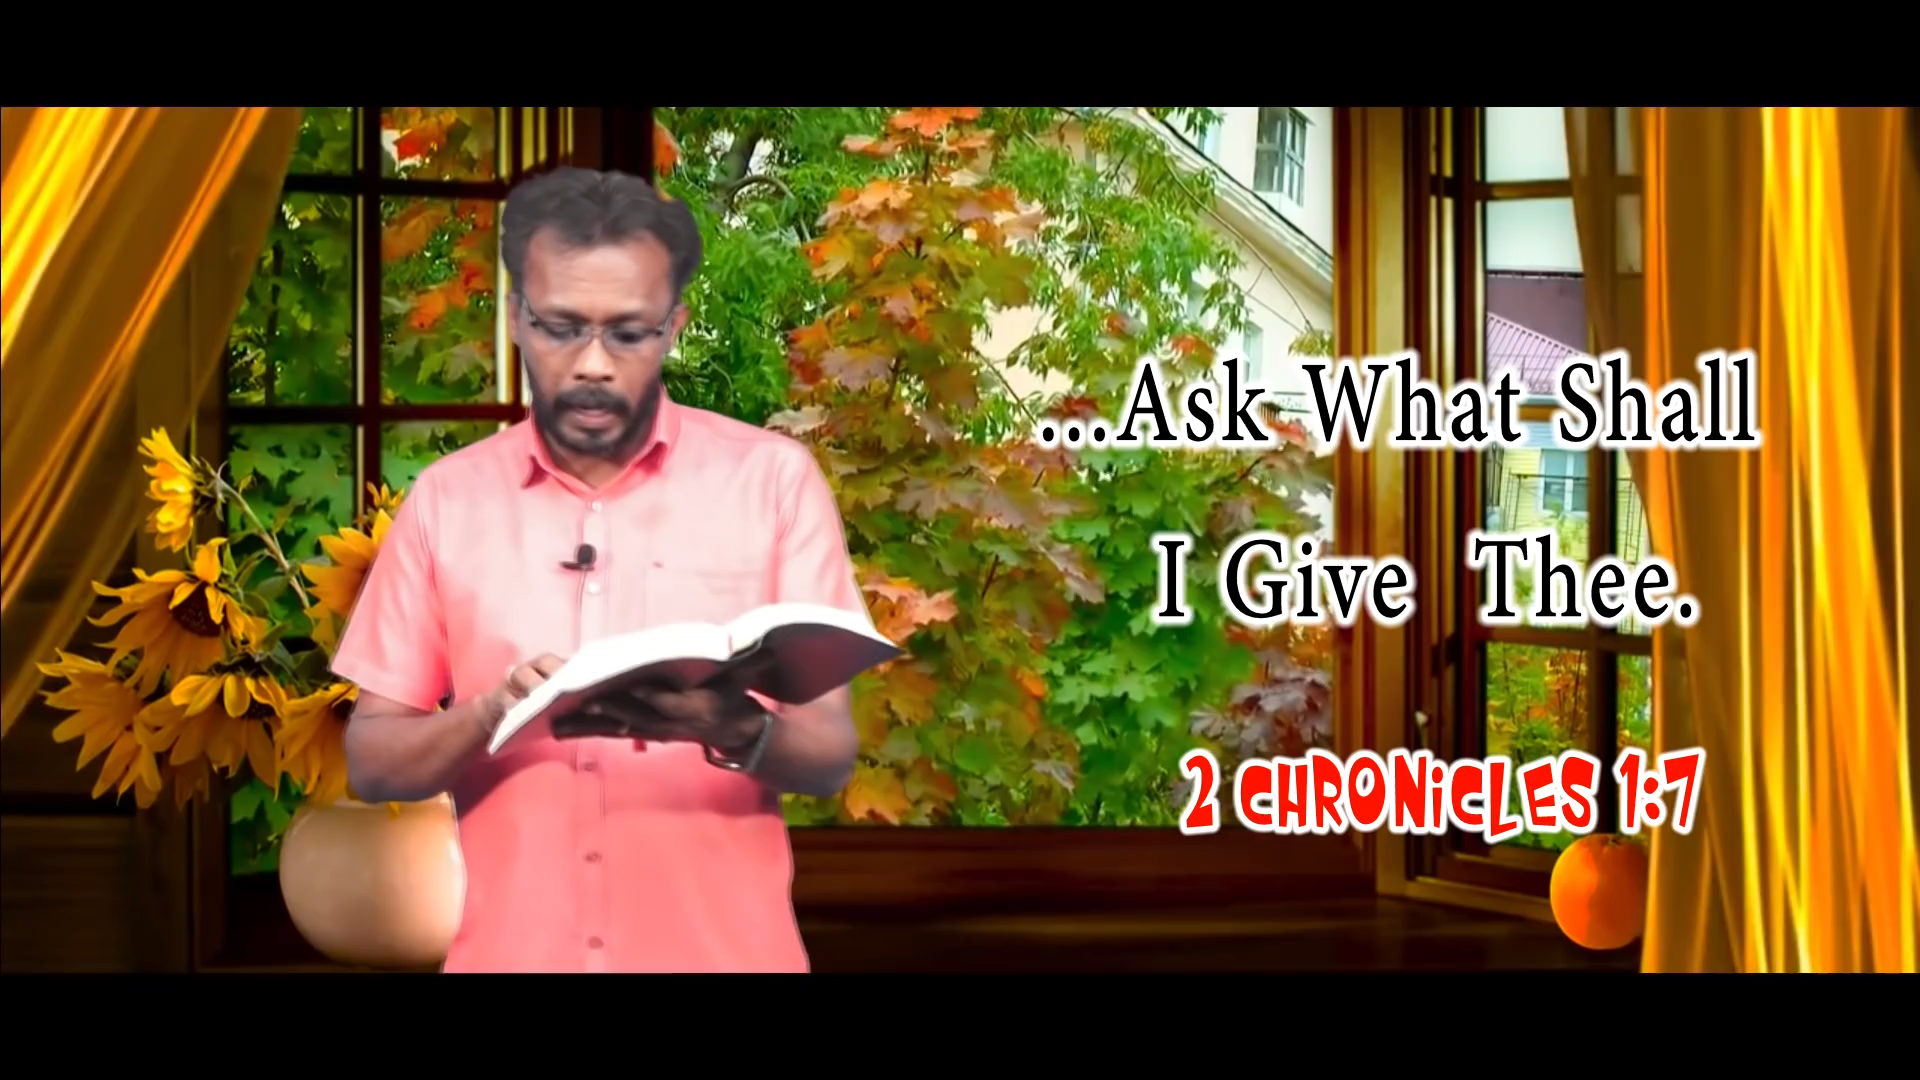 ...Ask What Shall
I Give Thee.
2 CHRONiCLES 1:7